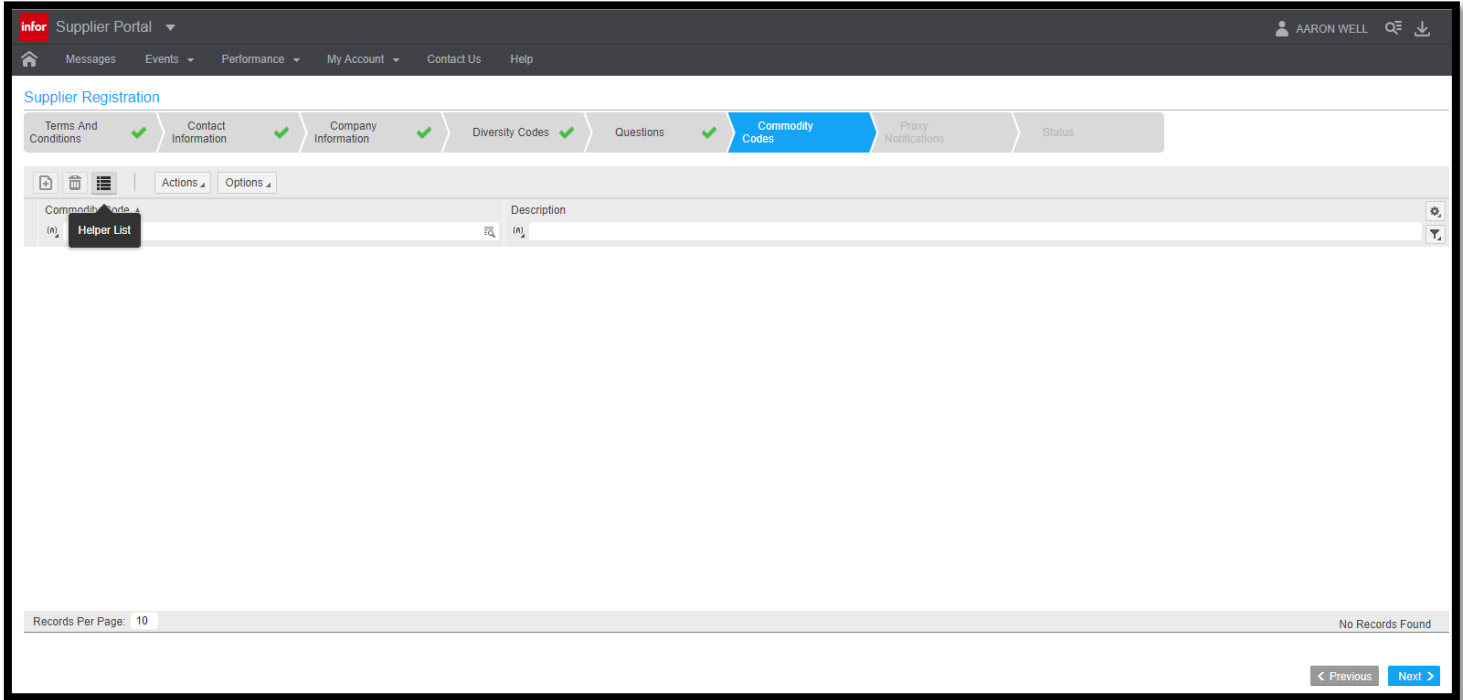 infor Supplier Portal AARON WELL
Messages Events Performance My Account Contact Us Help
Supplier Registration
Terms And Conditions
Contact Information
Company Information
Diversity Codes
Questions
Commodity Codes
Proxy Notifications
Status
Actions Options
Commodity Code Description
Helper List
Records Per Page: 10 No Records Found
Previous Next